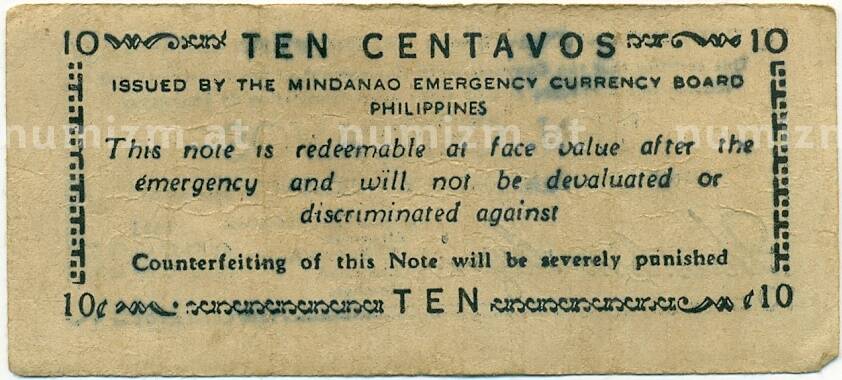 10 TEN CENTAVOS 10
ISSUED BY THE MINDANAO EMERGENCY CURRENCY BOARD
PHILIPPINES
numizm at numizm at numizm
This note is redeemable at face value after the
emergency and will not be devaluated or
discriminated against
Counterfeiting of this Note will be severely punished
10¢ TEN ¢10